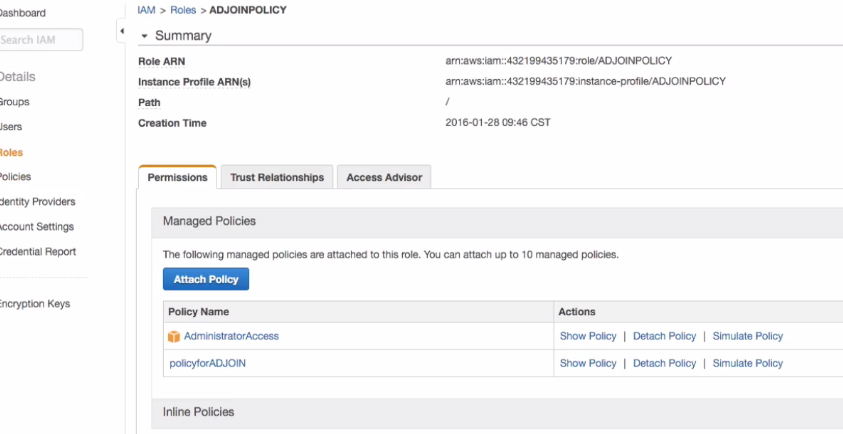 Dashboard
IAM > Roles > ADJOINPOLICY
Search IAM
Summary
Role ARN arn:aws:iam::432199435179:role/ADJOINPOLICY
Instance Profile ARN(s) arn:aws:iam::432199435179:instance-profile/ADJOINPOLICY
Path /
Creation Time 2016-01-28 09:46 CST
Details
Groups
Users
Roles
Policies
Identity Providers
Account Settings
Credential Report
Encryption Keys
Permissions Trust Relationships Access Advisor
Managed Policies
The following managed policies are attached to this role. You can attach up to 10 managed policies.
Attach Policy
Policy Name Actions
AdministratorAccess Show Policy | Detach Policy | Simulate Policy
policyforADJOIN Show Policy | Detach Policy | Simulate Policy
Inline Policies